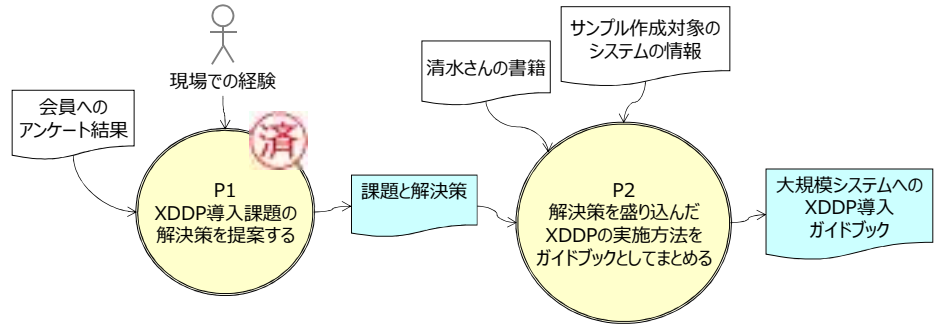 現場での経験
会員への
アンケート結果
済
P1
XDDP導入課題の
解決策を提案する
課題と解決策
清水さんの書籍
サンプル作成対象の
システムの情報
P2
解決策を盛り込んだ
XDDPの実施方法を
ガイドブックとしてまとめる
大規模システムへの
XDDP導入
ガイドブック